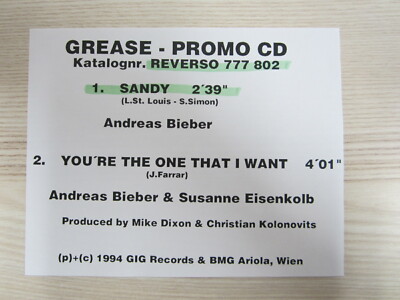 GREASE - PROMO CD
Katalognr. REVERSO 777 802
1. SANDY 2´39"
(L.St. Louis - S.Simon)
Andreas Bieber
2. YOU´RE THE ONE THAT I WANT 4´01"
(J.Farrar)
Andreas Bieber & Susanne Eisenkolb
Produced by Mike Dixon & Christian Kolonovits
(p)+(c) 1994 GIG Records & BMG Ariola, Wien